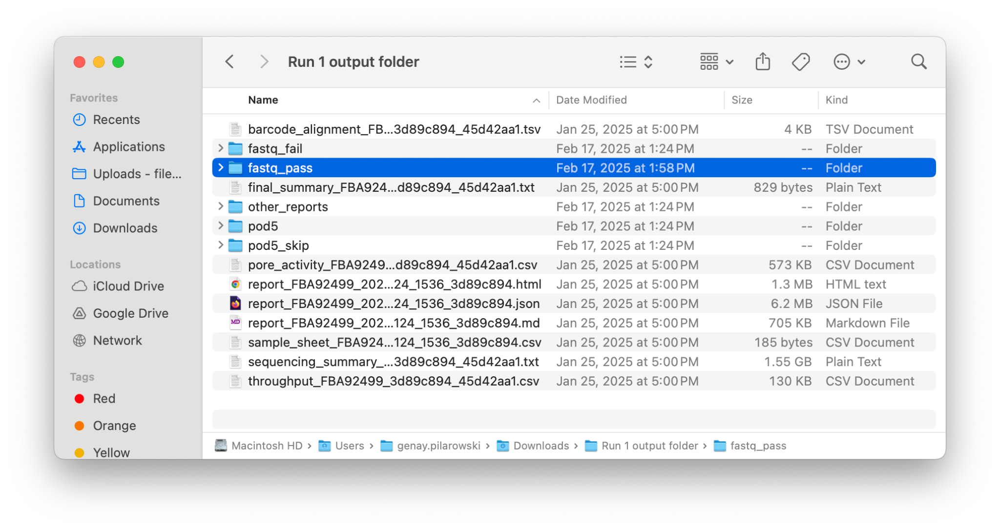 Run 1 output folder
Favorites
Recents
Applications
Uploads - file...
Documents
Downloads
Locations
iCloud Drive
Google Drive
Network
Tags
Red
Orange
Yellow
Name Date Modified Size Kind
barcode_alignment_FB...3d89c894_45d42aa1.tsv Jan 25, 2025 at 5:00 PM 4 KB TSV Document
fastq_fail Feb 17, 2025 at 1:24 PM -- Folder
fastq_pass Feb 17, 2025 at 1:58 PM -- Folder
final_summary_FBA924...d89c894_45d42aa1.txt Jan 25, 2025 at 5:00 PM 829 bytes Plain Text
other_reports Feb 17, 2025 at 1:24 PM -- Folder
pod5 Feb 17, 2025 at 1:24 PM -- Folder
pod5_skip Feb 17, 2025 at 1:24 PM -- Folder
pore_activity_FBA9249...d89c894_45d42aa1.csv Jan 25, 2025 at 5:00 PM 573 KB CSV Document
report_FBA92499_202...24_1536_3d89c894.html Jan 25, 2025 at 5:00 PM 1.3 MB HTML text
report_FBA92499_202...24_1536_3d89c894.json Jan 25, 2025 at 5:00 PM 6.2 MB JSON File
MD report_FBA92499_202...124_1536_3d89c894.md Jan 25, 2025 at 5:00 PM 705 KB Markdown File
sample_sheet_FBA924...124_1536_3d89c894.csv Jan 25, 2025 at 5:00 PM 185 bytes CSV Document
sequencing_summary_...3d89c894_45d42aa1.txt Jan 25, 2025 at 5:00 PM 1.55 GB Plain Text
throughput_FBA92499_3d89c894_45d42aa1.csv Jan 25, 2025 at 5:00 PM 130 KB CSV Document
Macintosh HD › Users › genay.pilarowski › Downloads › Run 1 output folder › fastq_pass